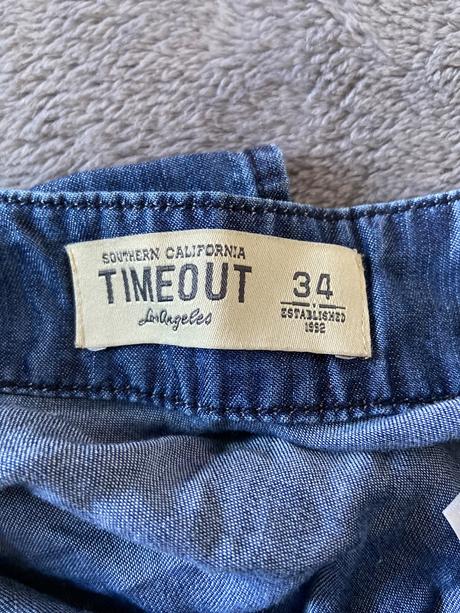 SOUTHERN CALIFORNIA
TIMEOUT
Los Angeles
34
ESTABLISHED
1992